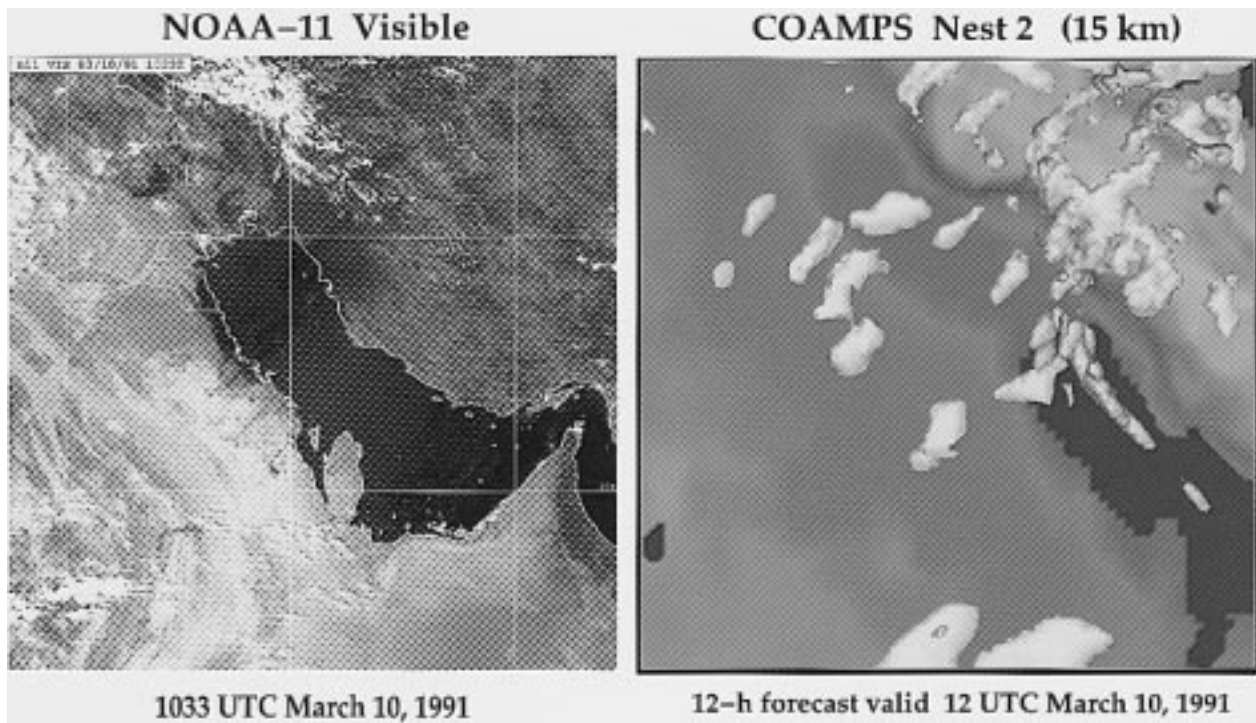 NOAA-11 Visible
COAMPS Nest 2 (15 km)
1033 UTC March 10, 1991
12-h forecast valid 12 UTC March 10, 1991